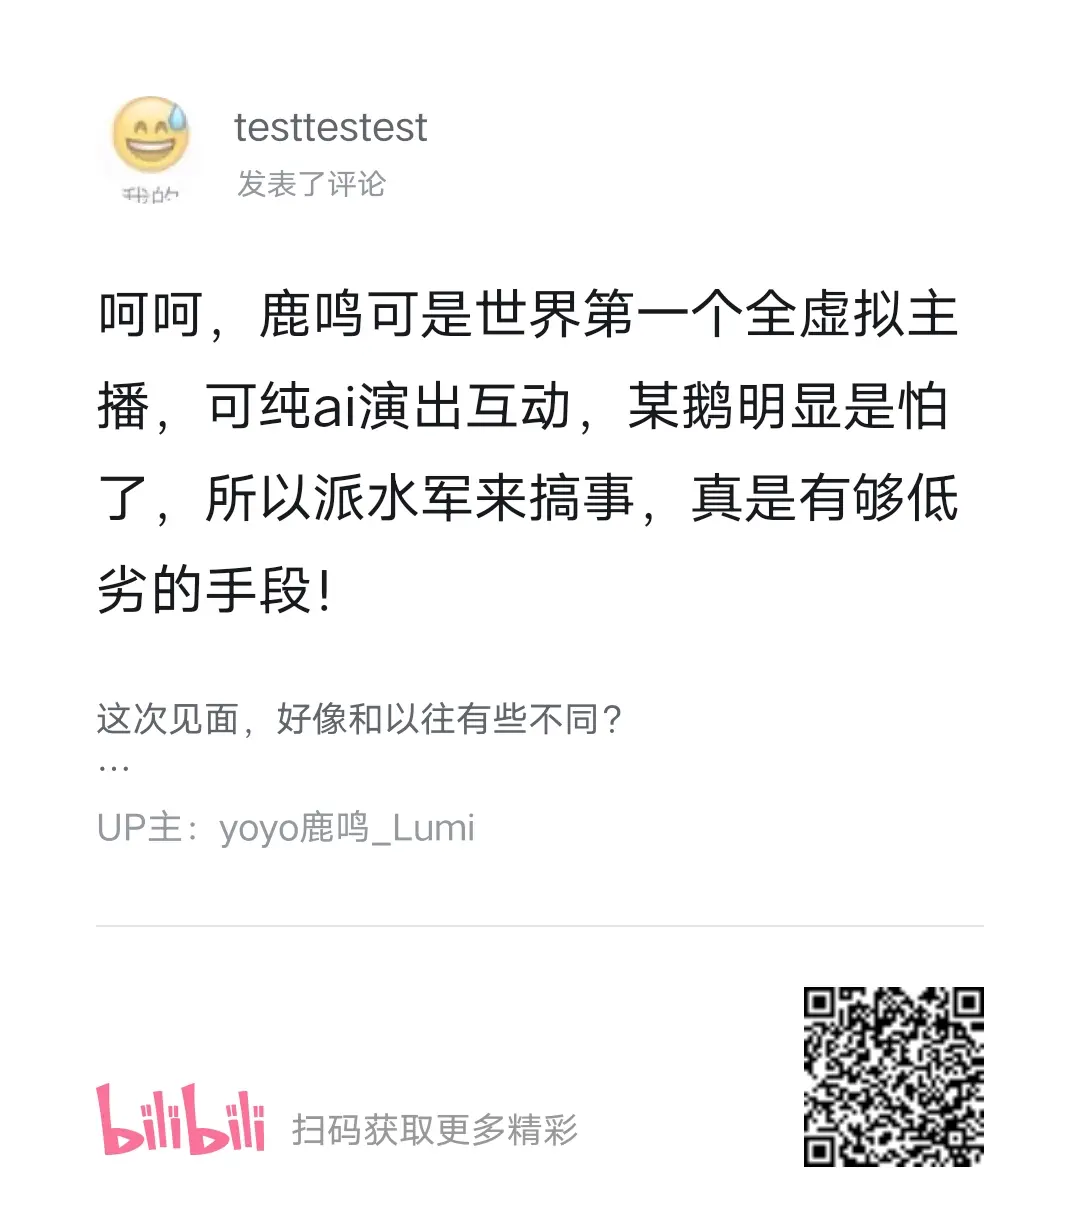 testtestest
发表了评论
呵呵，鹿鸣可是世界第一个全虚拟主
播，可纯ai演出互动，某鹅明显是怕
了，所以派水军来搞事，真是有够低
劣的手段！
这次见面，好像和以往有些不同？
...
UP主：yoyo鹿鸣_Lumi
bilibili 扫码获取更多精彩